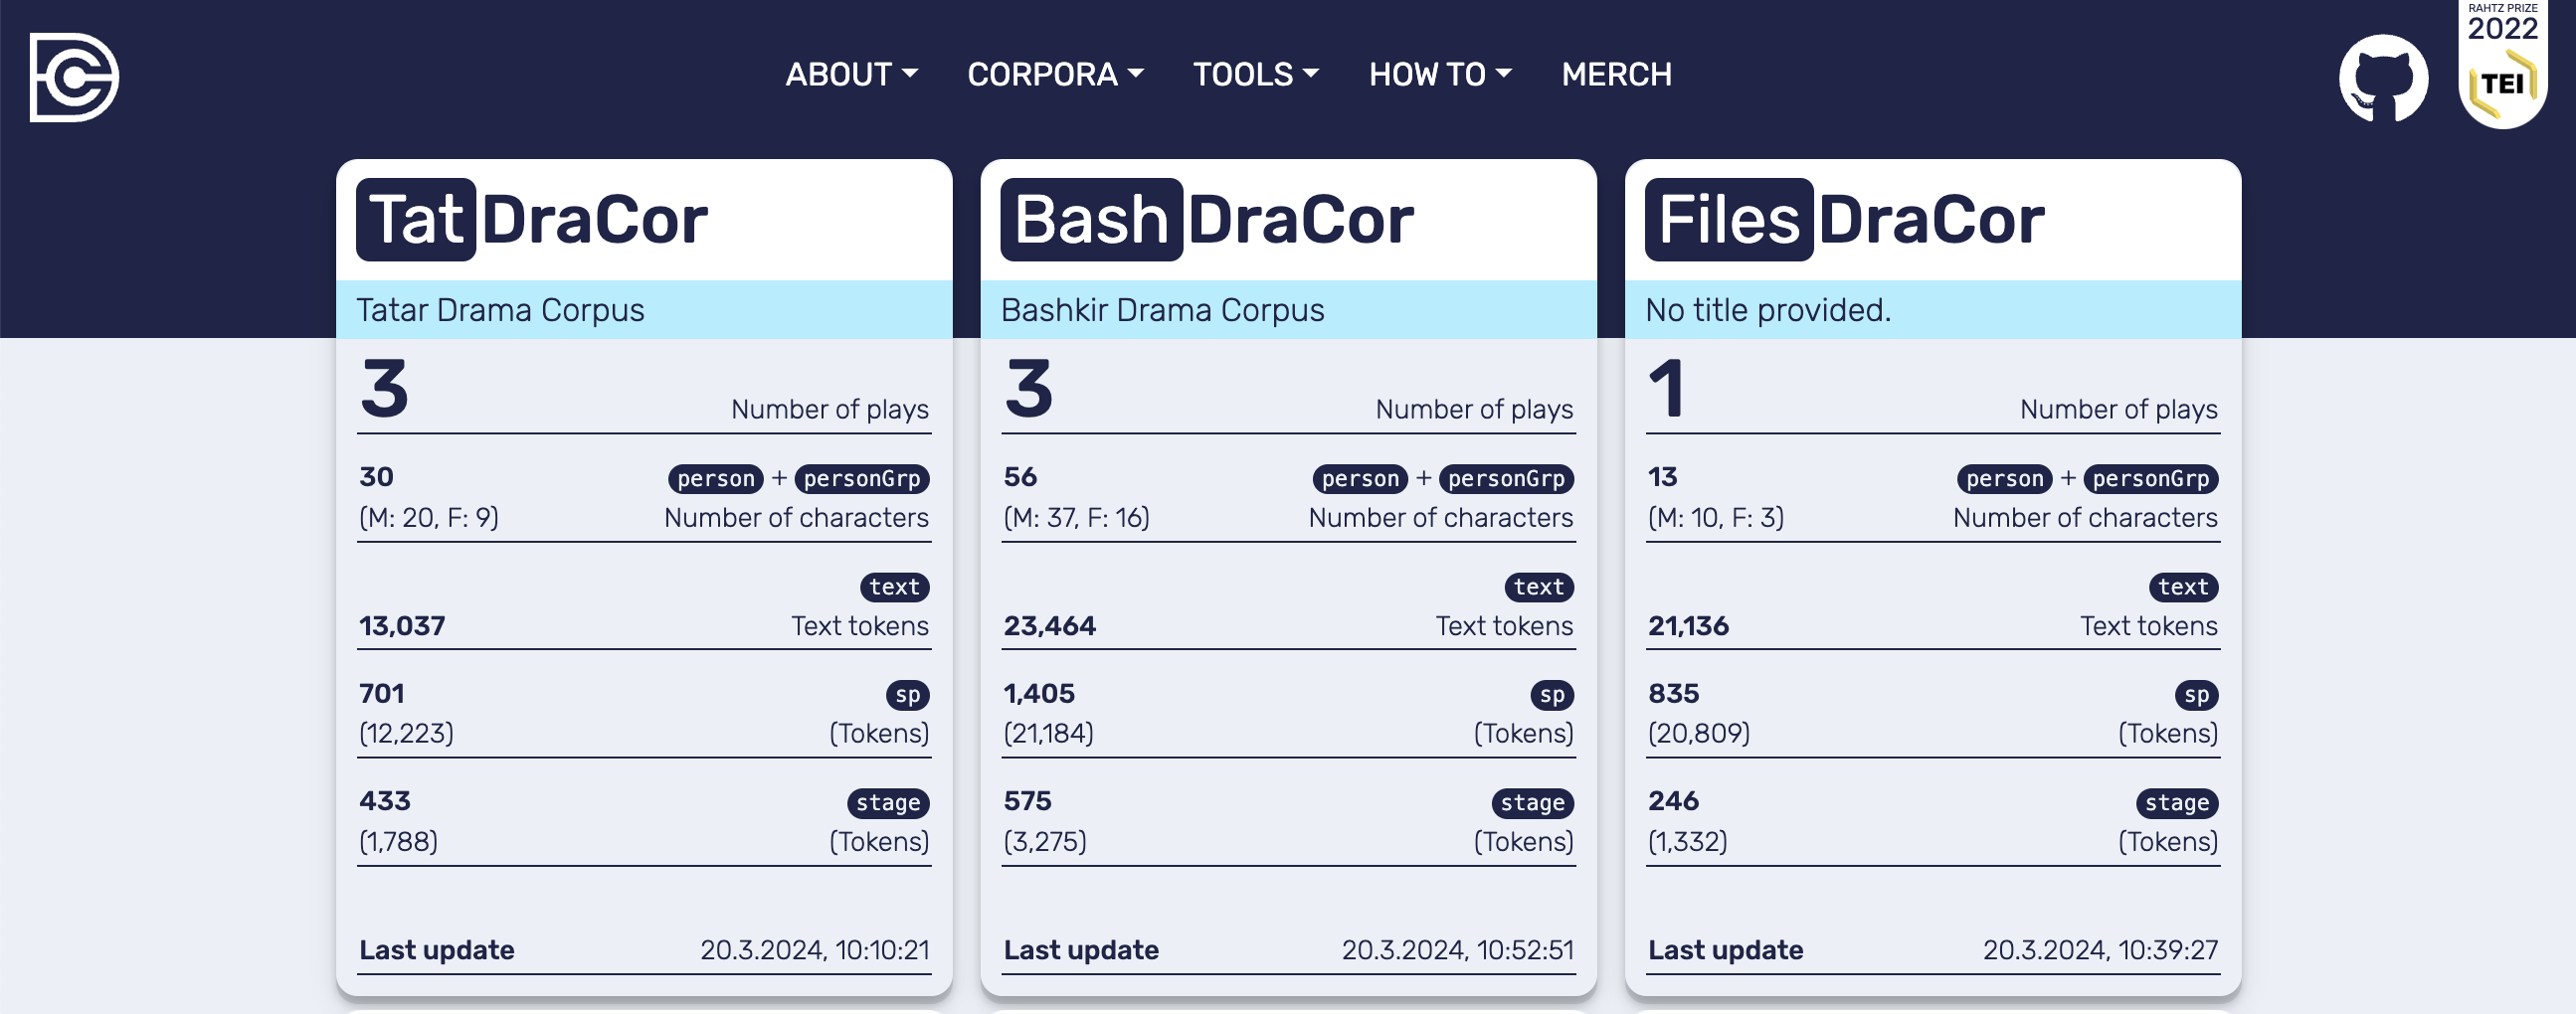 ABOUT CORPORA TOOLS HOW TO MERCH
RAHTZ PRIZE
2022
TEI
Tat DraCor
Tatar Drama Corpus
3 Number of plays
30 person + personGrp
(M: 20, F: 9) Number of characters
text
13,037 Text tokens
701 sp
(12,223) (Tokens)
433 stage
(1,788) (Tokens)
Last update 20.3.2024, 10:10:21
Bash DraCor
Bashkir Drama Corpus
3 Number of plays
56 person + personGrp
(M: 37, F: 16) Number of characters
text
23,464 Text tokens
1,405 sp
(21,184) (Tokens)
575 stage
(3,275) (Tokens)
Last update 20.3.2024, 10:52:51
Files DraCor
No title provided.
1 Number of plays
13 person + personGrp
(M: 10, F: 3) Number of characters
text
21,136 Text tokens
835 sp
(20,809) (Tokens)
246 stage
(1,332) (Tokens)
Last update 20.3.2024, 10:39:27